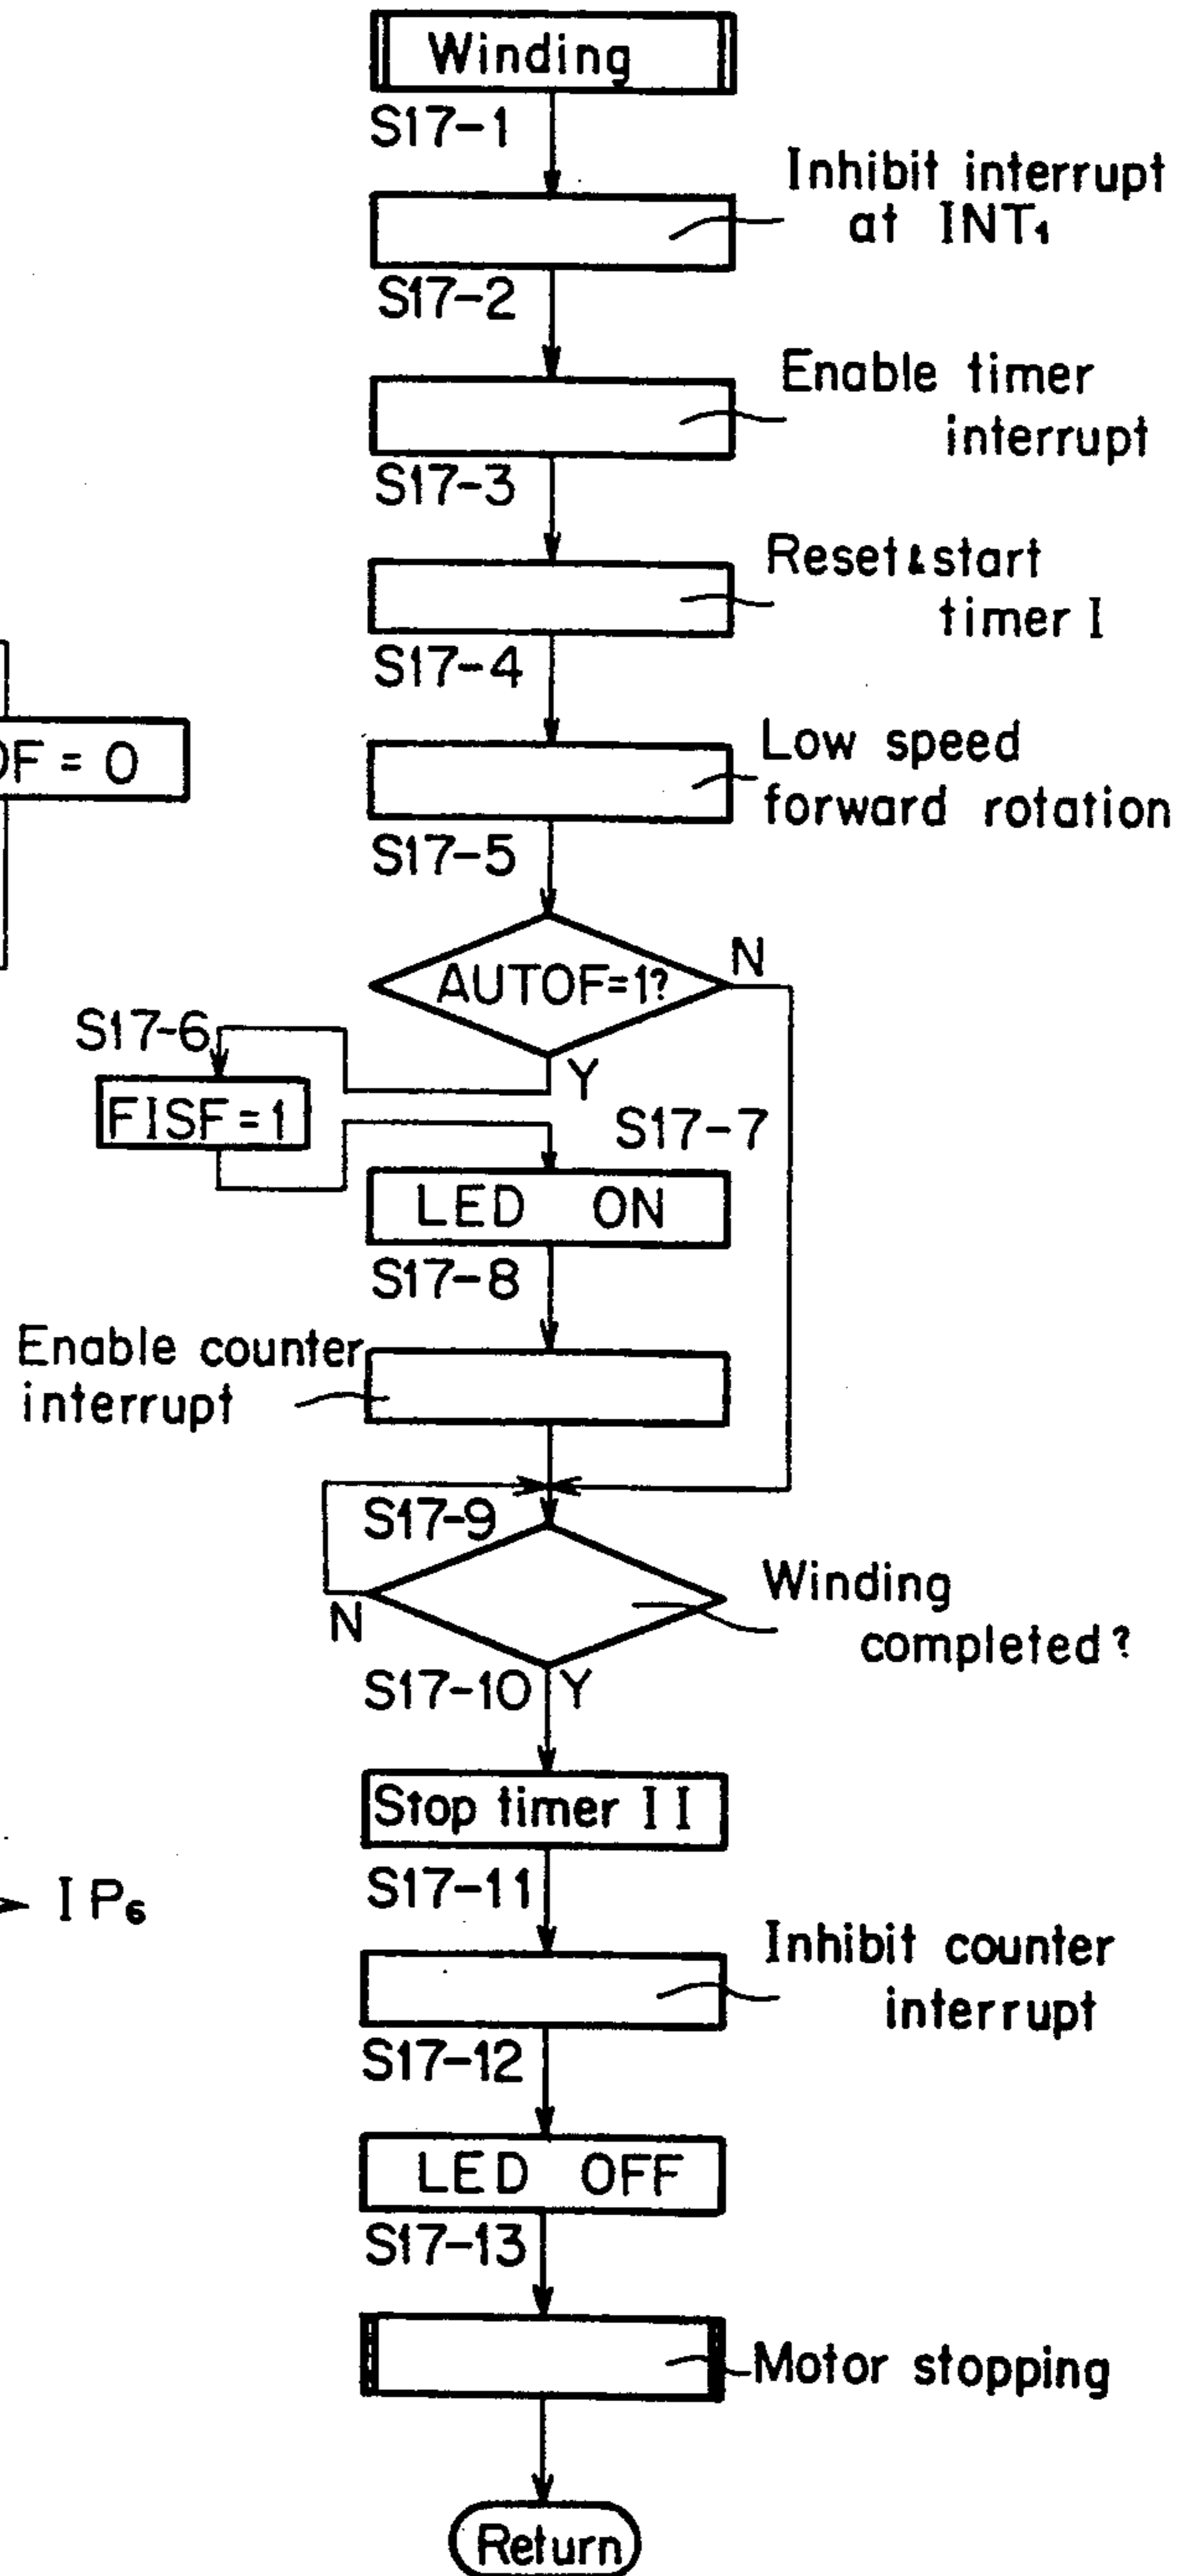 Winding
S17-1
Inhibit interrupt
at INT₁
S17-2
Enable timer
interrupt
S17-3
Reset&start
timer I
S17-4
Low speed
forward rotation
F = 0
S17-5
AUTOF=1?
N
S17-6
Y
FISF=1
S17-7
LED ON
S17-8
Enable counter
interrupt
S17-9
Winding
completed?
N
S17-10
Y
Stop timer II
S17-11
IP₆
Inhibit counter
interrupt
S17-12
LED OFF
S17-13
Motor stopping
Return